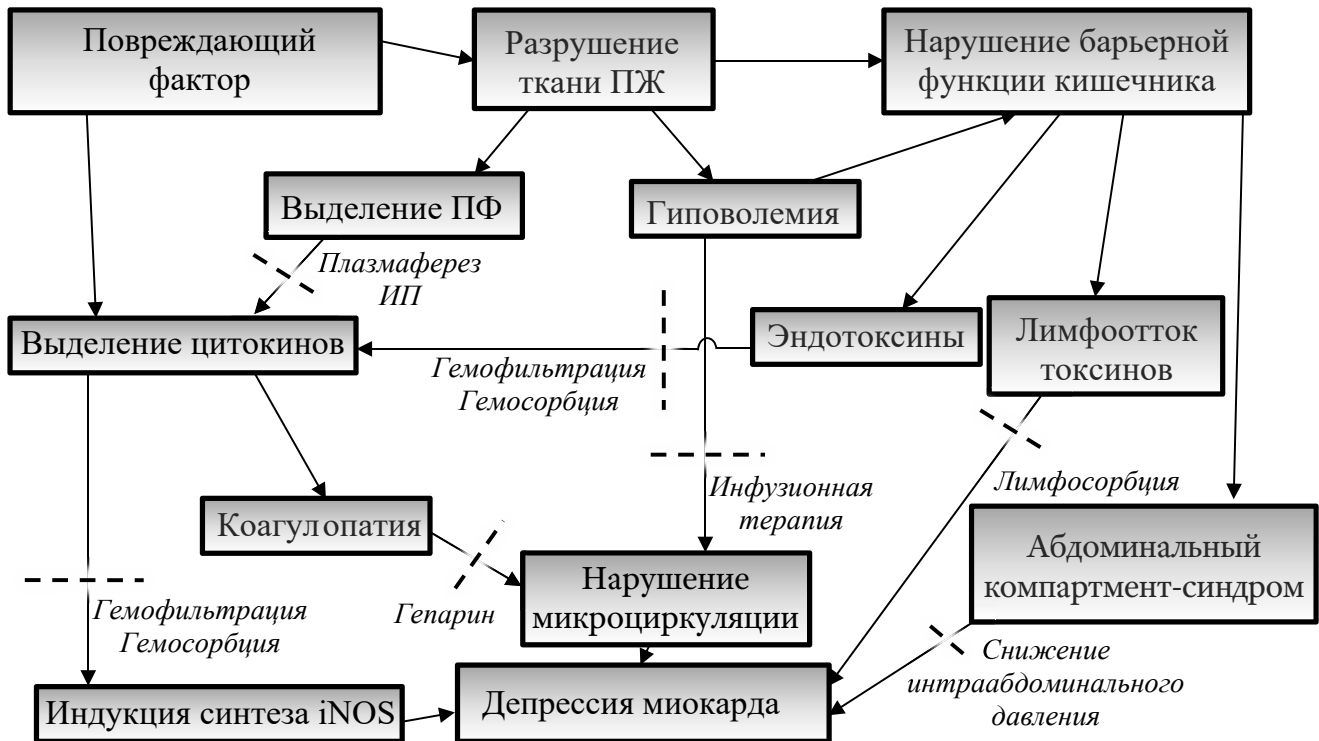 Повреждающий
фактор
Разрушение
ткани ПЖ
Нарушение барьерной
функции кишечника
Выделение ПФ
Гиповолемия
Плазмаферез
ИП
Выделение цитокинов
Эндотоксины
Лимфоотток
токсинов
Гемофильтрация
Гемосорбция
Лимфосорбция
Инфузионная
терапия
Коагулопатия
Абдоминальный
компартмент-синдром
Нарушение
микроциркуляции
Гемофильтрация
Гемосорбция
Гепарин
Снижение
интраабдоминального
давления
Индукция синтеза iNOS
Депрессия миокарда